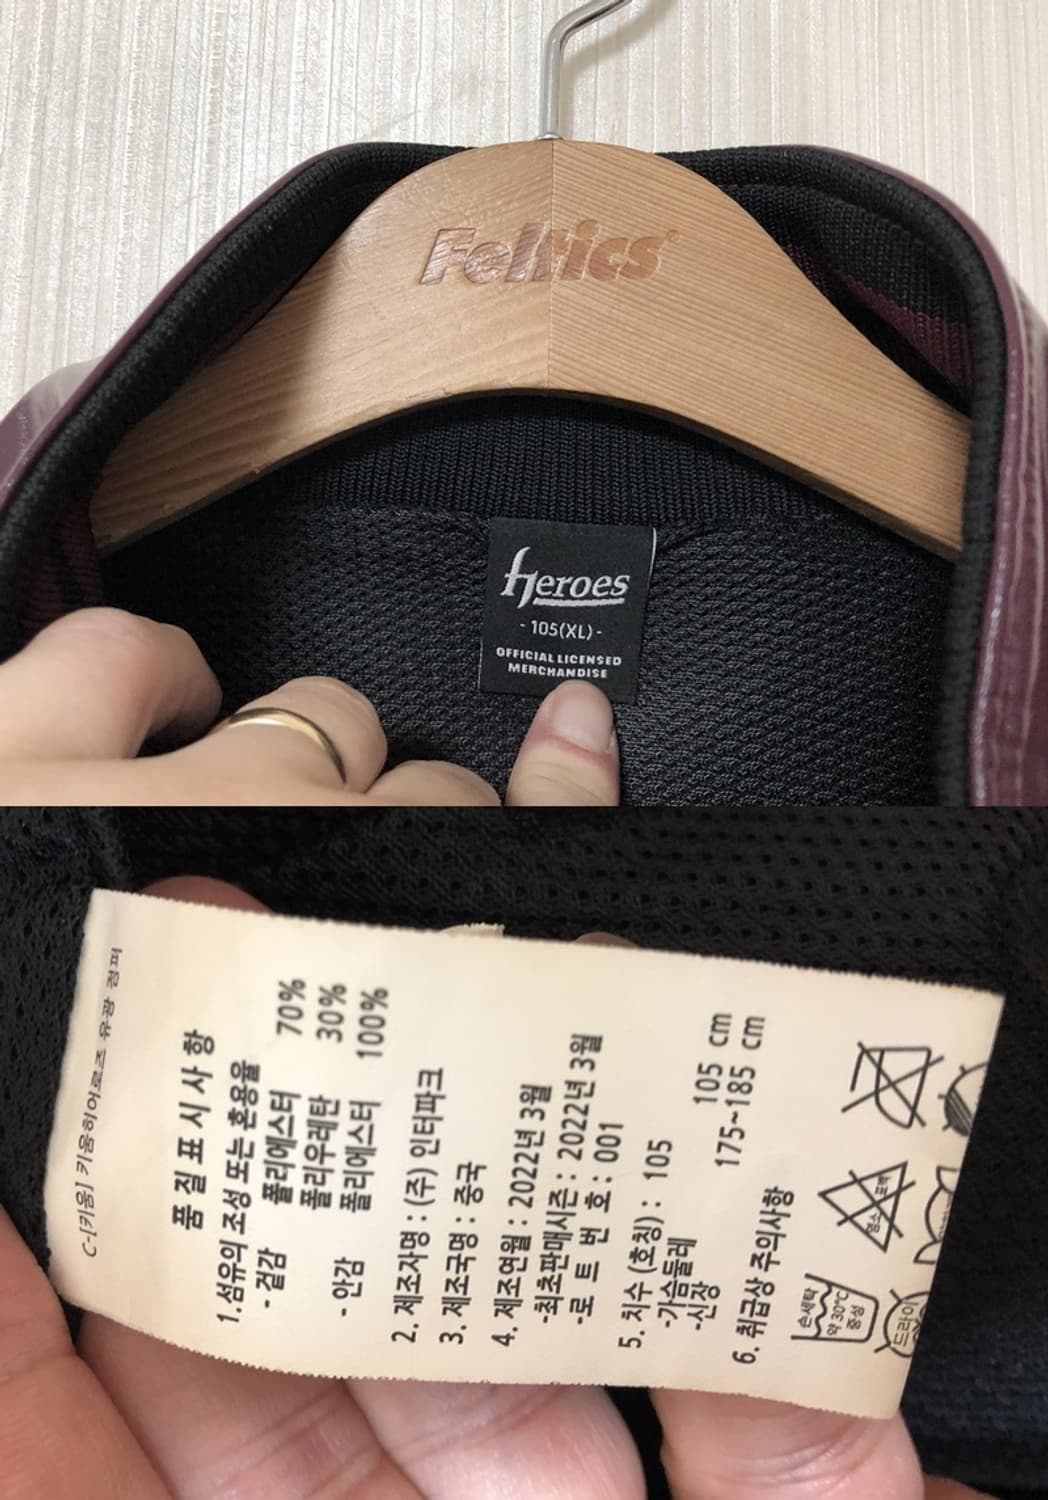 Feltics
Heroes
- 105(XL) -
OFFICIAL LICENSED
MERCHANDISE
C-[키움] 키움히어로즈 유광 점퍼
품 질 표 시 사 항
1.섬유의 조성 또는 혼용율
- 겉감 폴리에스터 70%
폴리우레탄 30%
- 안감 폴리에스터 100%
2. 제조자명 : (주) 인터파크
3. 제조국명 : 중국
4. 제조연월 : 2022년 3월
-최초판매시즌 : 2022년 3월
-로 트 번 호 : 001
5. 치수 (호칭) : 105
-가슴둘레 105 cm
-신장 175~185 cm
6. 취급상 주의사항
손세탁
약 30℃
중성
염소 표백
드라이